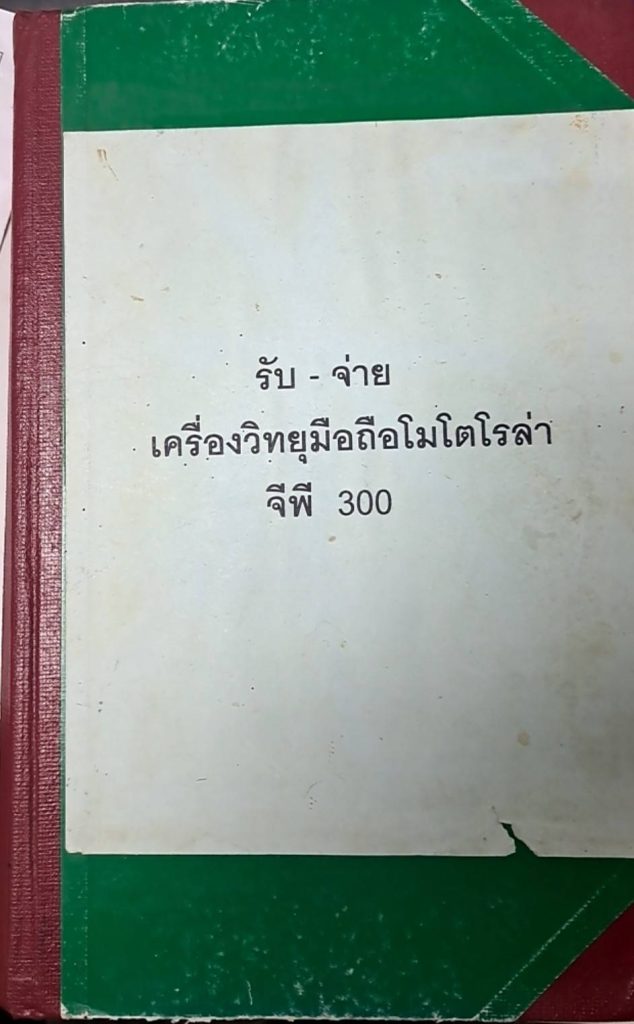 รับ - จ่าย
เครื่องวิทยุมือถือโมโตโรล่า
จีพี 300